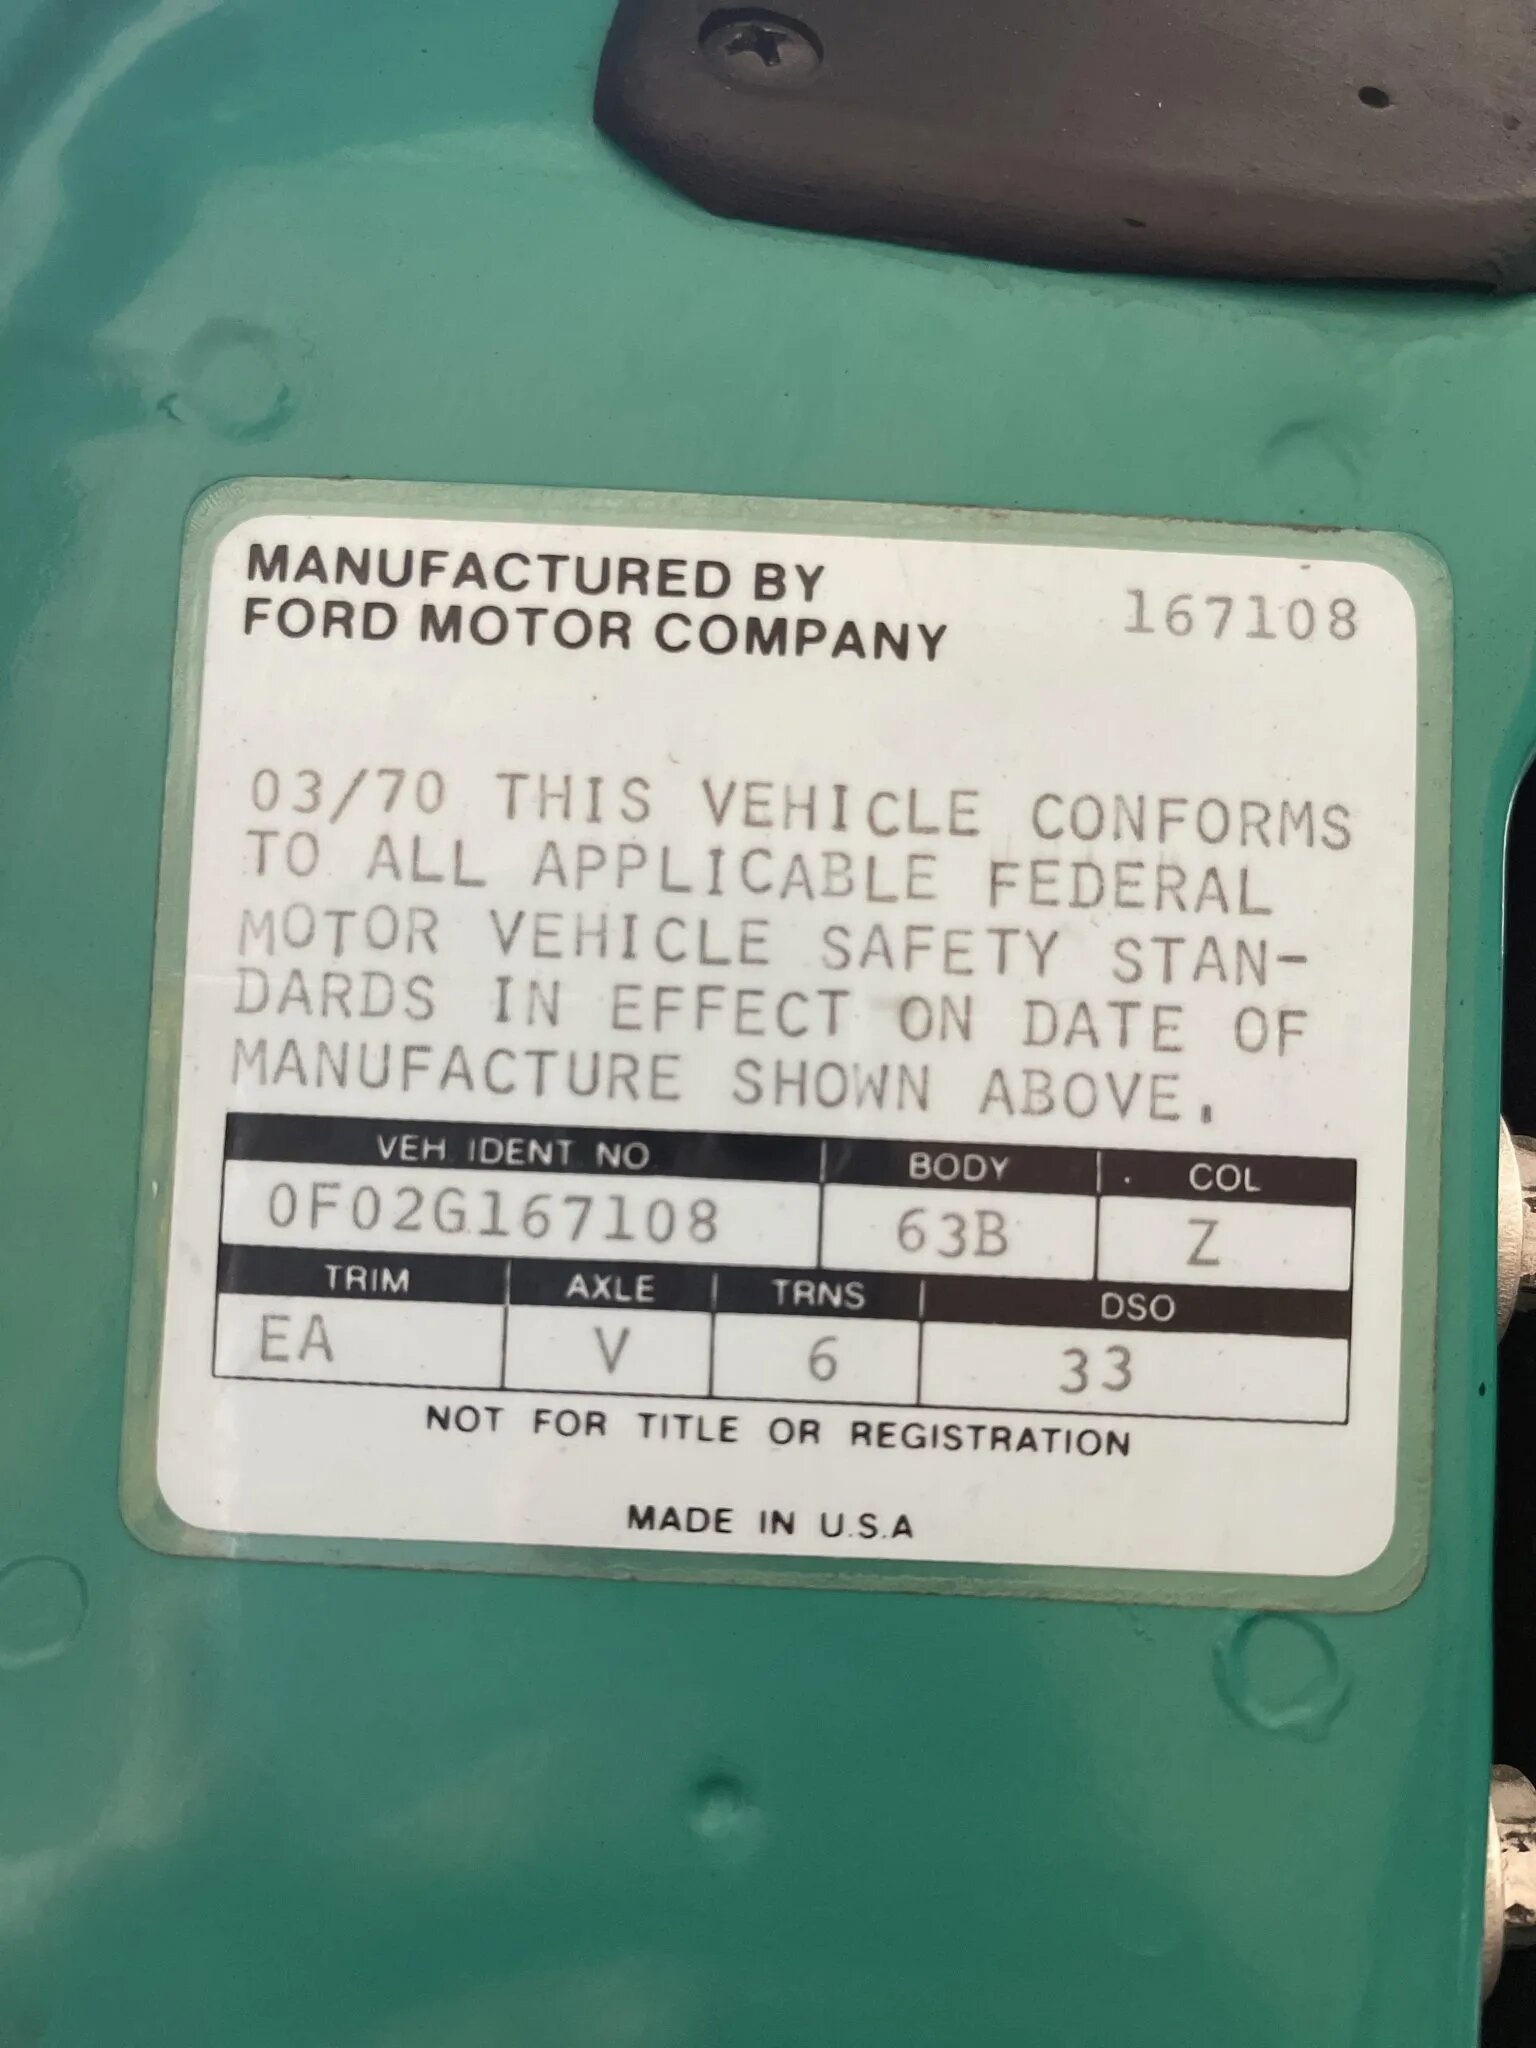 MANUFACTURED BY
FORD MOTOR COMPANY 167108
03/70 THIS VEHICLE CONFORMS
TO ALL APPLICABLE FEDERAL
MOTOR VEHICLE SAFETY STAN-
DARDS IN EFFECT ON DATE OF
MANUFACTURE SHOWN ABOVE.
VEH. IDENT. NO. BODY COL
0F02G167108 63B Z
TRIM AXLE TRNS DSO
EA V 6 33
NOT FOR TITLE OR REGISTRATION
MADE IN U.S.A